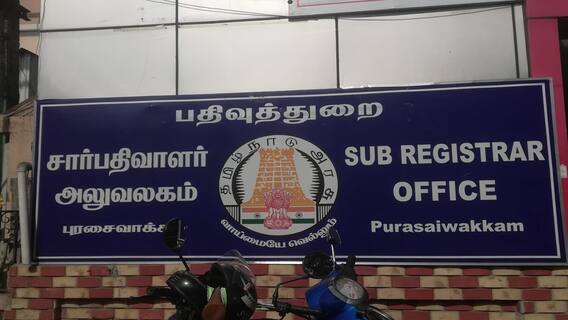 பதிவுத்துறை
சார்பதிவாளர்
அலுவலகம்
தமிழ்நாடு அரசு
வாய்மையே வெல்லும்
SUB REGISTRAR
OFFICE
Purasaiwakkam